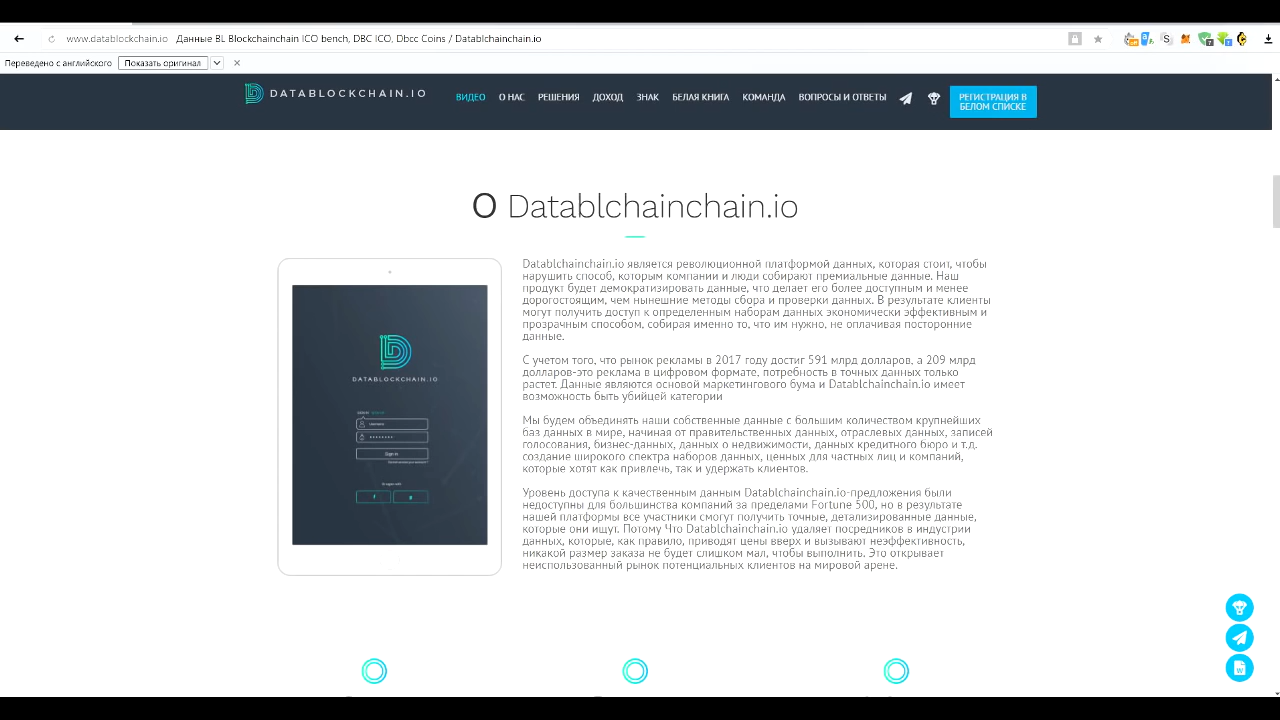 www.datablockchain.io Данные BL Blockchainchain ICO bench, DBC ICO, Dbcc Coins / Datablchainchain.io
Переведено с английского Показать оригинал
DATABLOCKCHAIN.IO ВИДЕО О НАС РЕШЕНИЯ ДОХОД ЗНАК БЕЛАЯ КНИГА КОМАНДА ВОПРОСЫ И ОТВЕТЫ
РЕГИСТРАЦИЯ В
БЕЛОМ СПИСКЕ
О Datablchainchain.io
Datablchainchain.io является революционной платформой данных, которая стоит, чтобы
нарушить способ, которым компании и люди собирают премиальные данные. Наш
продукт будет демократизировать данные, что делает его более доступным и менее
дорогостоящим, чем нынешние методы сбора и проверки данных. В результате клиенты
могут получить доступ к определенным наборам данных экономически эффективным и
прозрачным способом, собирая именно то, что им нужно, не оплачивая посторонние
данные.
С учетом того, что рынок рекламы в 2017 году достиг 591 млрд долларов, а 209 млрд
долларов-это реклама в цифровом формате, потребность в точных данных только
растет. Данные являются основой маркетингового бума и Datablchainchain.io имеет
возможность быть убийцей категории
Мы будем объединять наши собственные данные с большим количеством крупнейших
баз данных в мире, начиная от правительственных данных, отраслевых данных, записей
голосования, бизнес-данных, данных о недвижимости, данных кредитного бюро и т.д.
создание широкого спектра наборов данных, ценных для частных лиц и компаний,
которые хотят как привлечь, так и удержать клиентов.
Уровень доступа к качественным данным Datablchainchain.io-предложения были
недоступны для большинства компаний за пределами Fortune 500, но в результате
нашей платформы все участники смогут получить точные, детализированные данные,
которые они ищут. Потому Что Datablchainchain.io удаляет посредников в индустрии
данных, которые, как правило, приводят цены вверх и вызывают неэффективность,
никакой размер заказа не будет слишком мал, чтобы выполнить. Это открывает
неиспользованный рынок потенциальных клиентов на мировой арене.
DATABLOCKCHAIN.IO
Username
Sign in